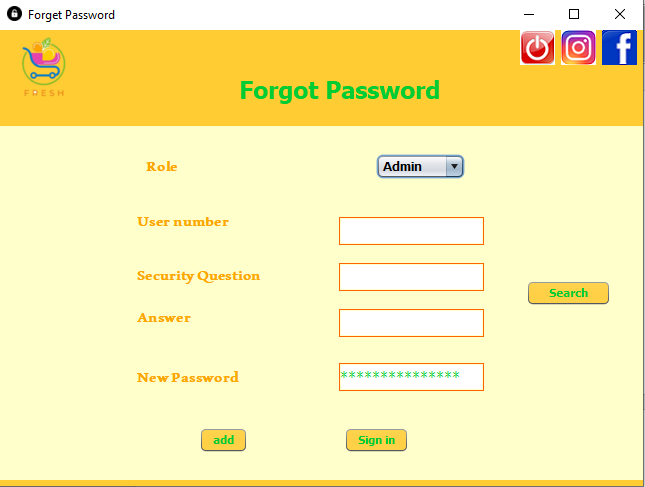 Forget Password
FRESH
Forgot Password
Role
Admin
User number
Security Question
Search
Answer
New Password
***************
add
Sign in